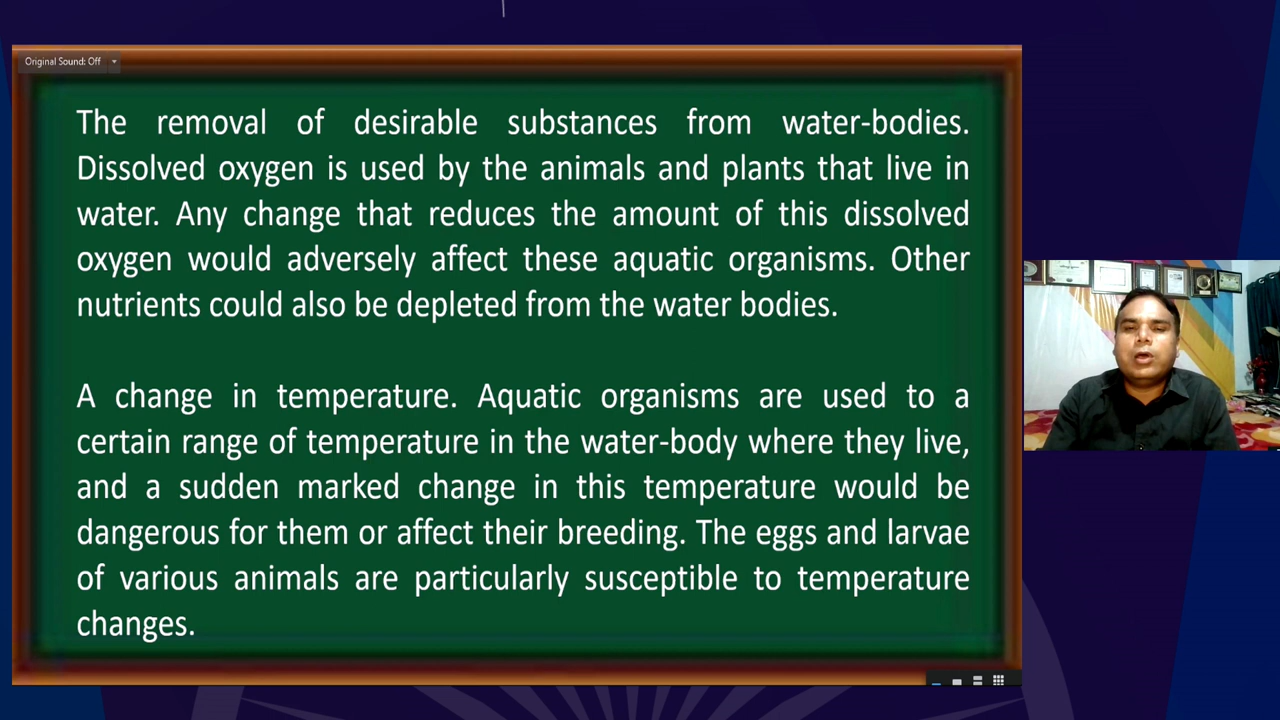 Original Sound: Off
The removal of desirable substances from water-bodies.
Dissolved oxygen is used by the animals and plants that live in
water. Any change that reduces the amount of this dissolved
oxygen would adversely affect these aquatic organisms. Other
nutrients could also be depleted from the water bodies.
A change in temperature. Aquatic organisms are used to a
certain range of temperature in the water-body where they live,
and a sudden marked change in this temperature would be
dangerous for them or affect their breeding. The eggs and larvae
of various animals are particularly susceptible to temperature
changes.